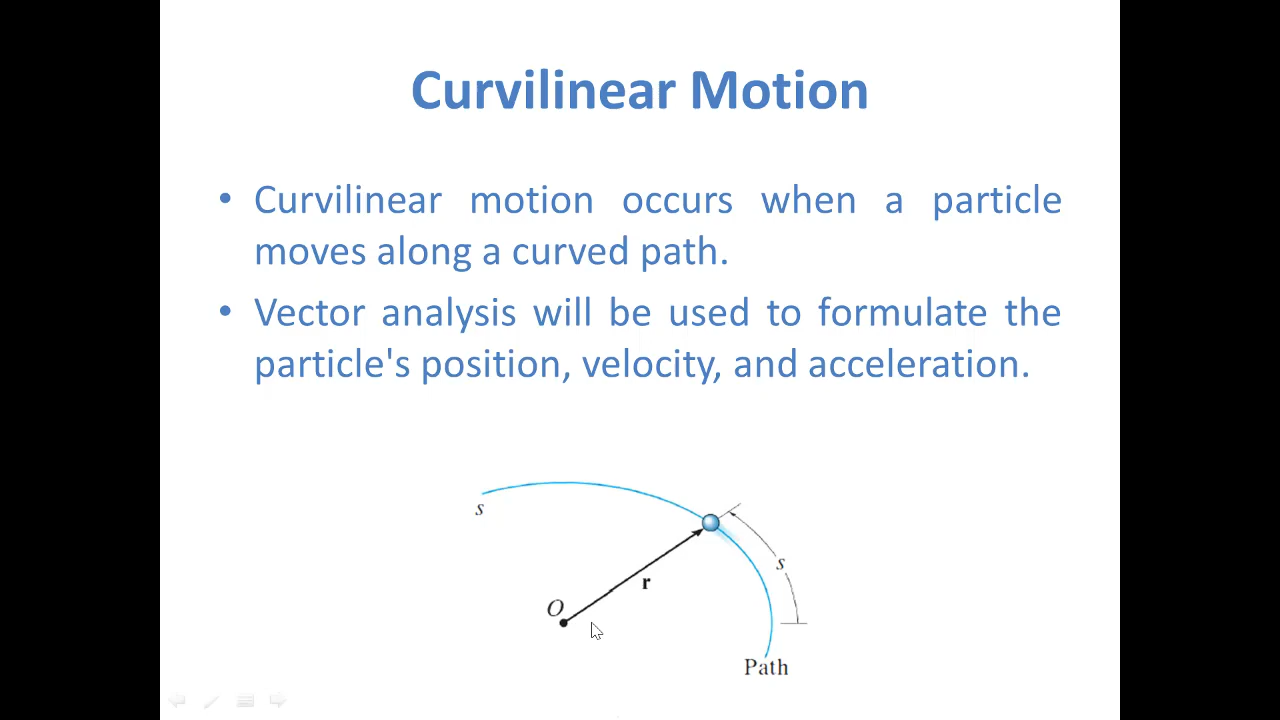 Curvilinear Motion
• Curvilinear motion occurs when a particle
moves along a curved path.
• Vector analysis will be used to formulate the
particle's position, velocity, and acceleration.
s
s
r
O
Path